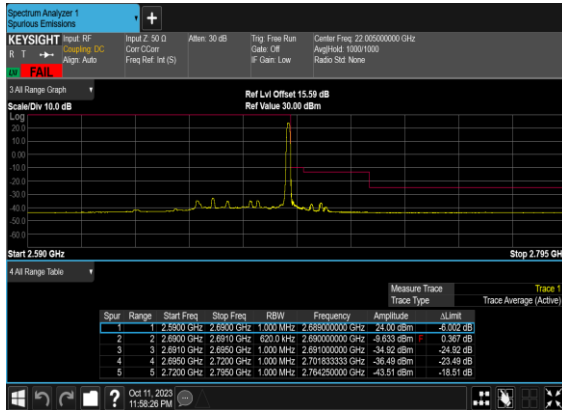 Spectrum Analyzer 1
Spurious Emissions
+
KEYSIGHT Input: RF Input Z: 50 Ω Atten: 30 dB Trig: Free Run Center Freq: 22.005000000 GHz
R T Coupling: DC Corr CCorr Gate: Off Avg|Hold: 1000/1000
Align: Auto Freq Ref: Int (S) IF Gain: Low Radio Std: None
FAIL
3 All Range Graph
Ref Lvl Offset 15.59 dB
Scale/Div 10.0 dB Ref Value 30.00 dBm
Log
20.0
10.0
0.00
-10.0
-20.0
-30.0
-40.0
-50.0
-60.0
Start 2.590 GHz Stop 2.795 GH
4 All Range Table
Measure Trace Trace 1
Trace Type Trace Average (Active)
Spur Range Start Freq Stop Freq RBW Frequency Amplitude ΔLimit
1 1 2.5900 GHz 2.6900 GHz 1.000 MHz 2.689000000 GHz 24.00 dBm -6.002 dB
2 2 2.6900 GHz 2.6910 GHz 620.0 kHz 2.690000000 GHz -9.633 dBm F 0.367 dB
3 3 2.6910 GHz 2.6950 GHz 1.000 MHz 2.691000000 GHz -34.92 dBm -24.92 dB
4 4 2.6950 GHz 2.7200 GHz 1.000 MHz 2.701833333 GHz -36.49 dBm -23.49 dB
5 5 2.7200 GHz 2.7950 GHz 1.000 MHz 2.764250000 GHz -43.51 dBm -18.51 dB
? Oct 11, 2023
11:58:26 PM